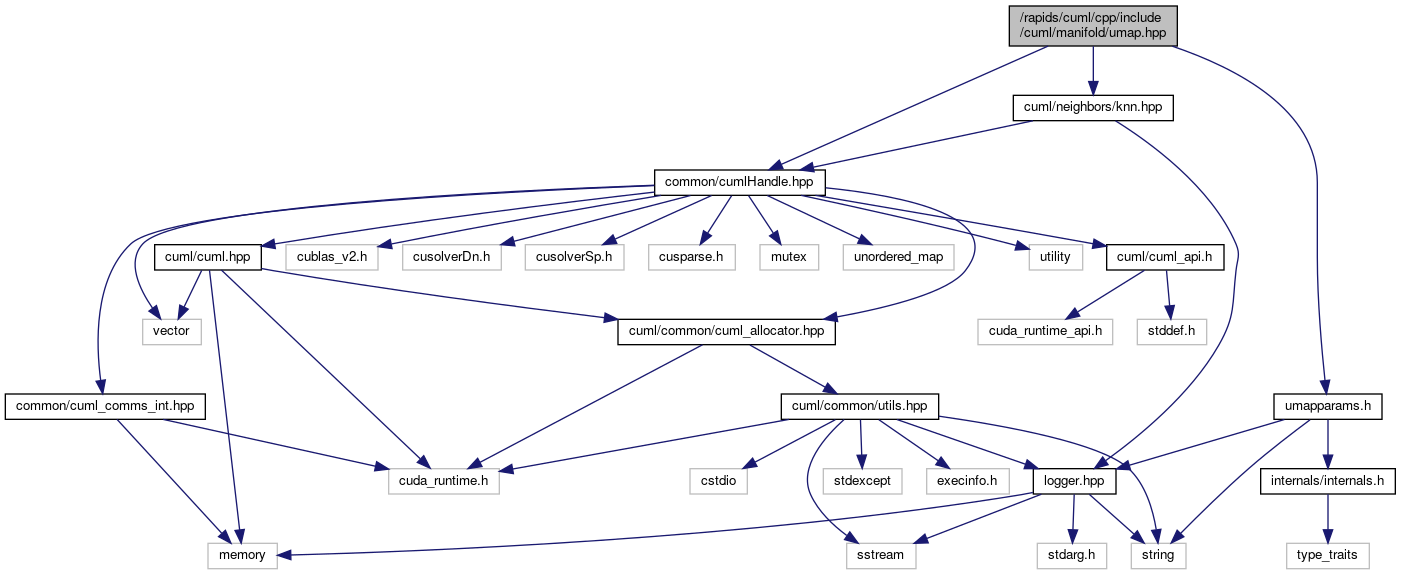 /rapids/cuml/cpp/include
/cuml/manifold/umap.hpp
cuml/neighbors/knn.hpp
common/cumlHandle.hpp
cuml/cuml.hpp
cublas_v2.h
cusolverDn.h
cusolverSp.h
cusparse.h
mutex
unordered_map
utility
cuml/cuml_api.h
vector
cuml/common/cuml_allocator.hpp
cuda_runtime_api.h
stddef.h
common/cuml_comms_int.hpp
cuml/common/utils.hpp
umapparams.h
cuda_runtime.h
cstdio
stdexcept
execinfo.h
logger.hpp
internals/internals.h
memory
sstream
stdarg.h
string
type_traits